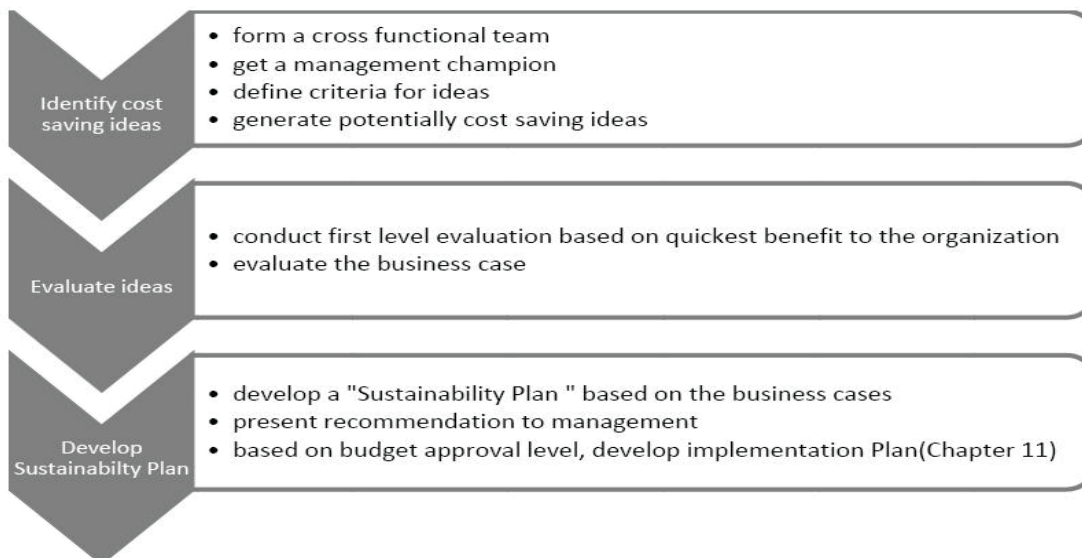 Identify cost
saving ideas
• form a cross functional team
• get a management champion
• define criteria for ideas
• generate potentially cost saving ideas
Evaluate ideas
• conduct first level evaluation based on quickest benefit to the organization
• evaluate the business case
Develop
Sustainabilty Plan
• develop a "Sustainability Plan " based on the business cases
• present recommendation to management
• based on budget approval level, develop implementation Plan(Chapter 11)